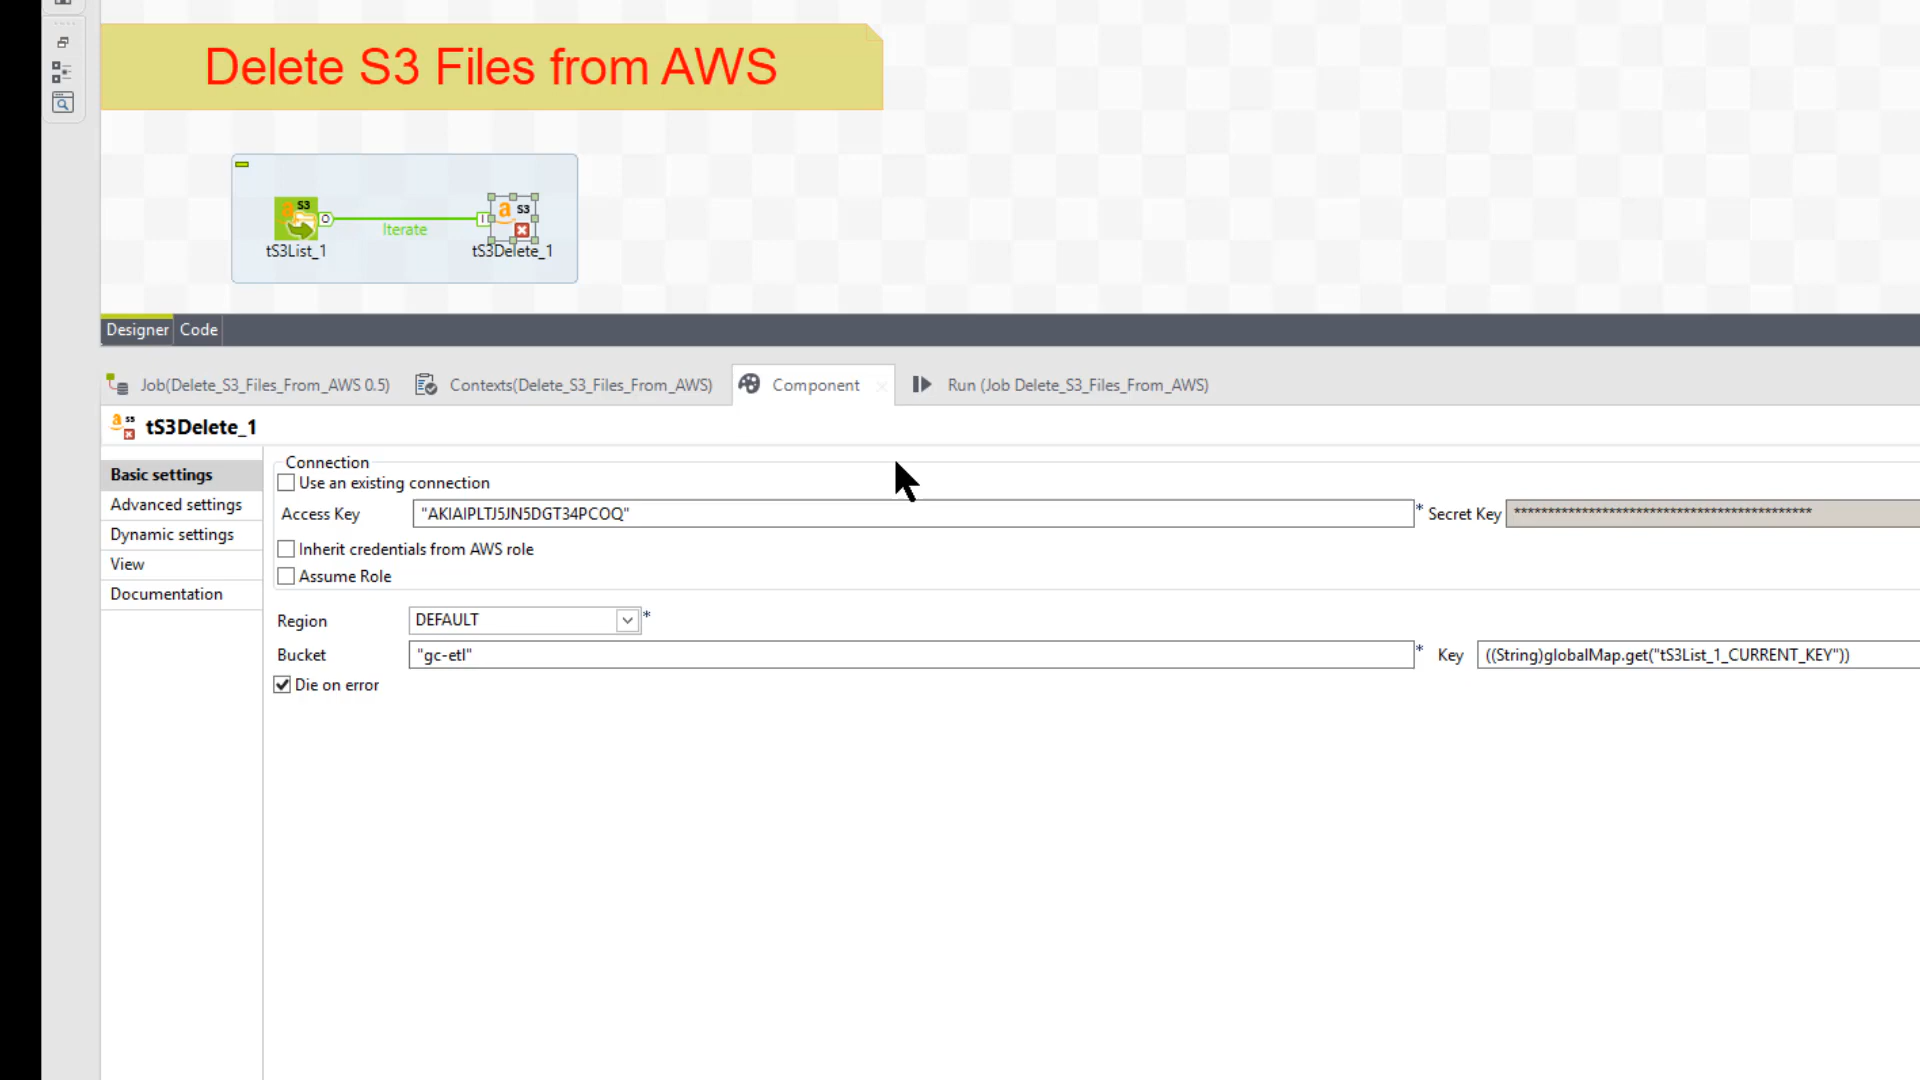 Delete S3 Files from AWS
S3
S3
Iterate
tS3List_1
tS3Delete_1
Designer
Code
Job(Delete_S3_Files_From_AWS 0.5)
Contexts(Delete_S3_Files_From_AWS)
Component
Run (Job Delete_S3_Files_From_AWS)
tS3Delete_1
Basic settings
Advanced settings
Dynamic settings
View
Documentation
Connection
Use an existing connection
Access Key "AKIAIPLTJ5JN5DGT34PCOQ" * Secret Key ********************************************
Inherit credentials from AWS role
Assume Role
Region DEFAULT *
Bucket "gc-etl" * Key ((String)globalMap.get("tS3List_1_CURRENT_KEY"))
Die on error